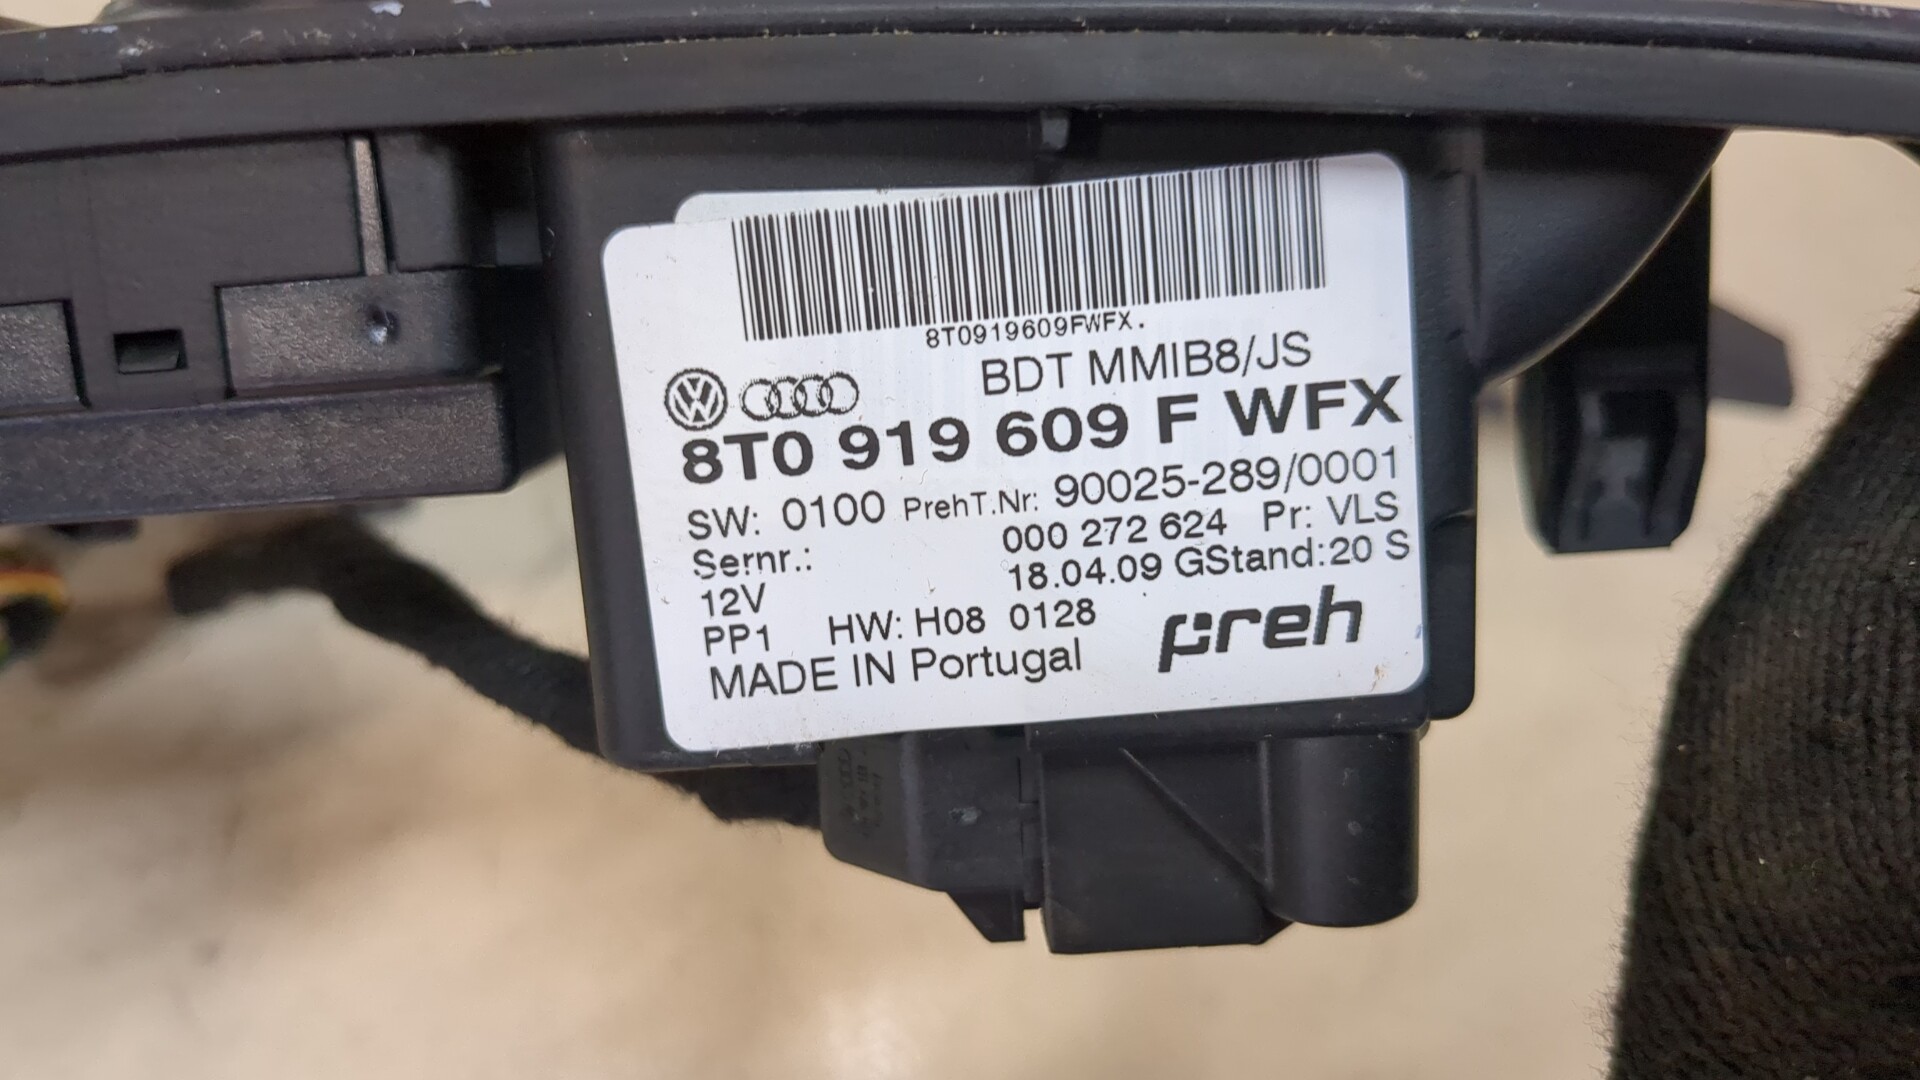 8T0919609FWFX.
BDT MMIB8/JS
8T0 919 609 F WFX
SW: 0100 PrehT.Nr: 90025-289/0001
Sernr.: 000 272 624 Pr: VLS
12V 18.04.09 GStand:20 S
PP1 HW: H08 0128
preh
MADE IN Portugal